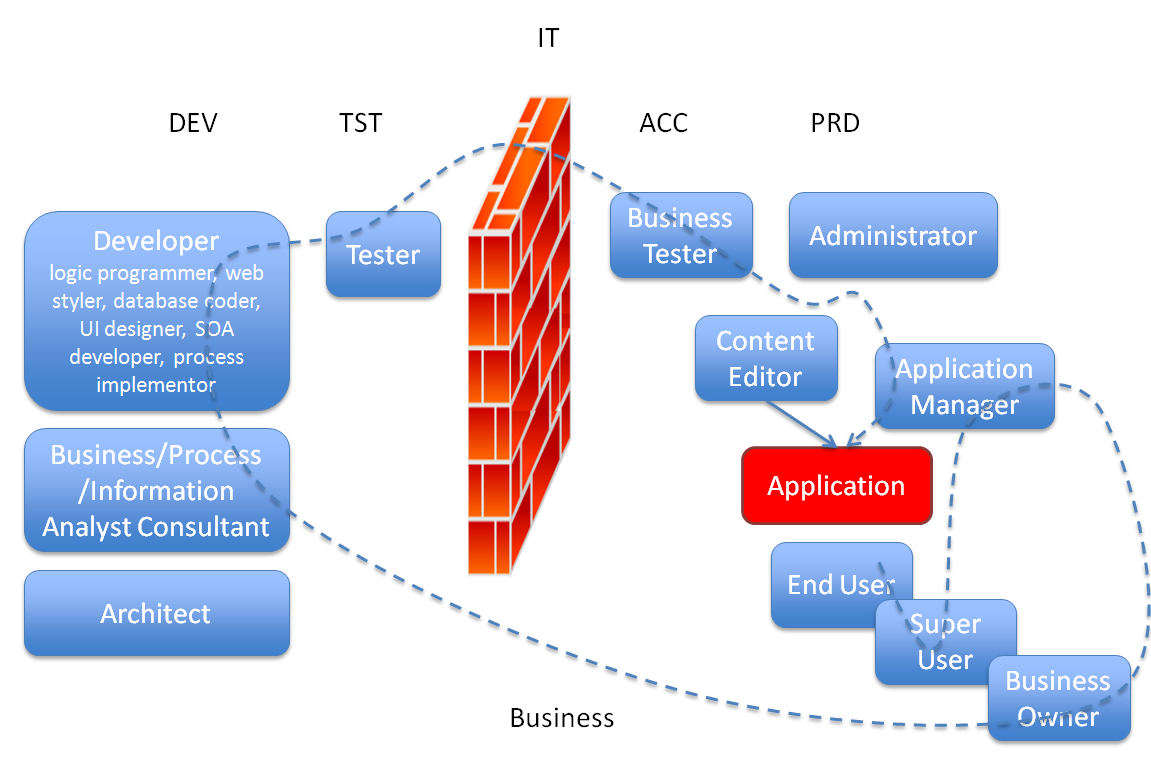 IT
DEV
TST
ACC
PRD
Developer
logic programmer, web
styler, database coder,
UI designer, SOA
developer, process
implementor
Tester
Business
Tester
Administrator
Content
Editor
Application
Manager
Business/Process
/Information
Analyst Consultant
Application
Architect
End User
Super
User
Business
Owner
Business